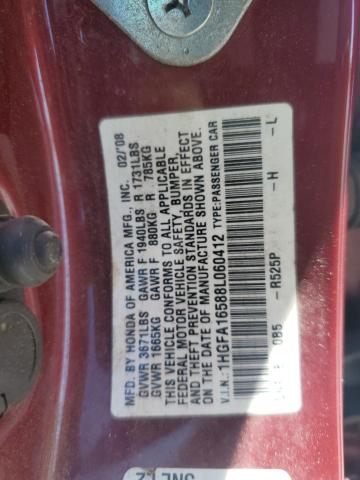 MFD. BY HONDA OF AMERICA MFG., INC. 02/'08
GVWR 3671LBS GAWR F 1940LBS R 1731LBS
GVWR 1665KG GAWR F 880KG R 785KG
THIS VEHICLE CONFORMS TO ALL APPLICABLE
FEDERAL MOTOR VEHICLE SAFETY, BUMPER,
AND THEFT PREVENTION STANDARDS IN EFFECT
ON THE DATE OF MANUFACTURE SHOWN ABOVE.
V.I.N.: 1HGFA16588L060412 TYPE:PASSENGER CAR
OB5 -R525P -H -L